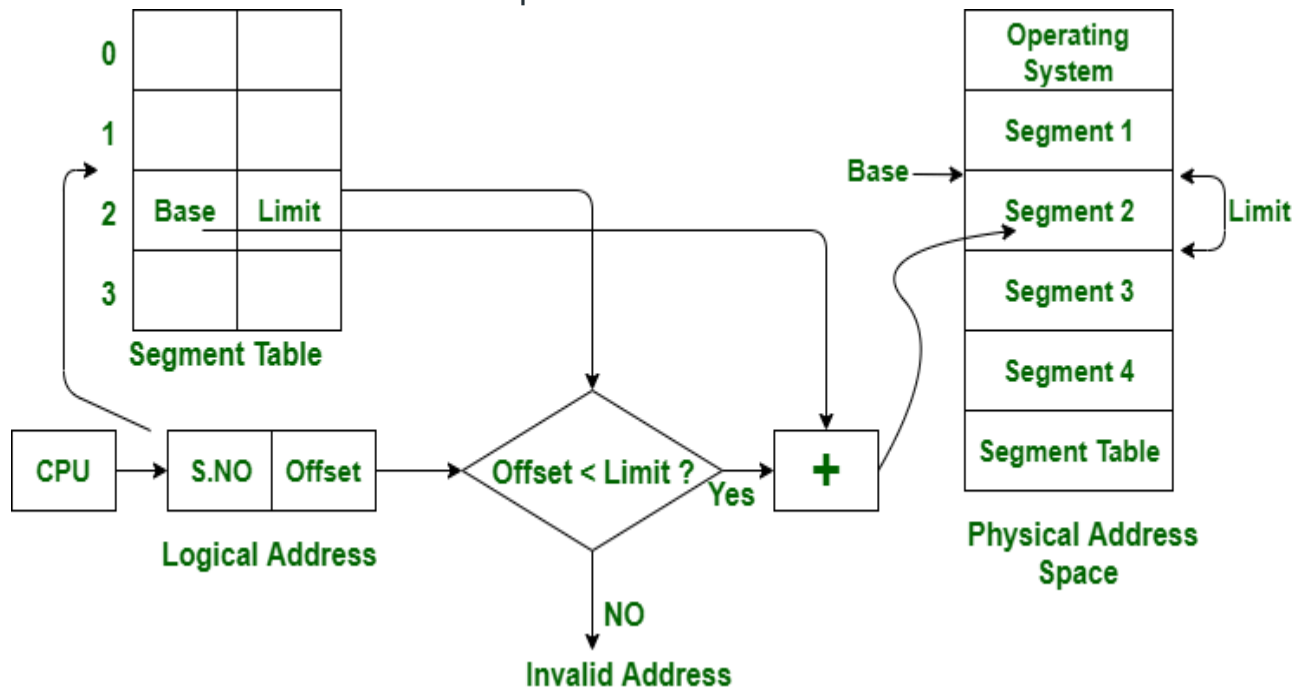 0
1
2
3
Base
Limit
Segment Table
CPU
S.NO
Offset
Logical Address
Offset < Limit ?
Yes
NO
Invalid Address
+
Base
Limit
Operating
System
Segment 1
Segment 2
Segment 3
Segment 4
Segment Table
Physical Address
Space